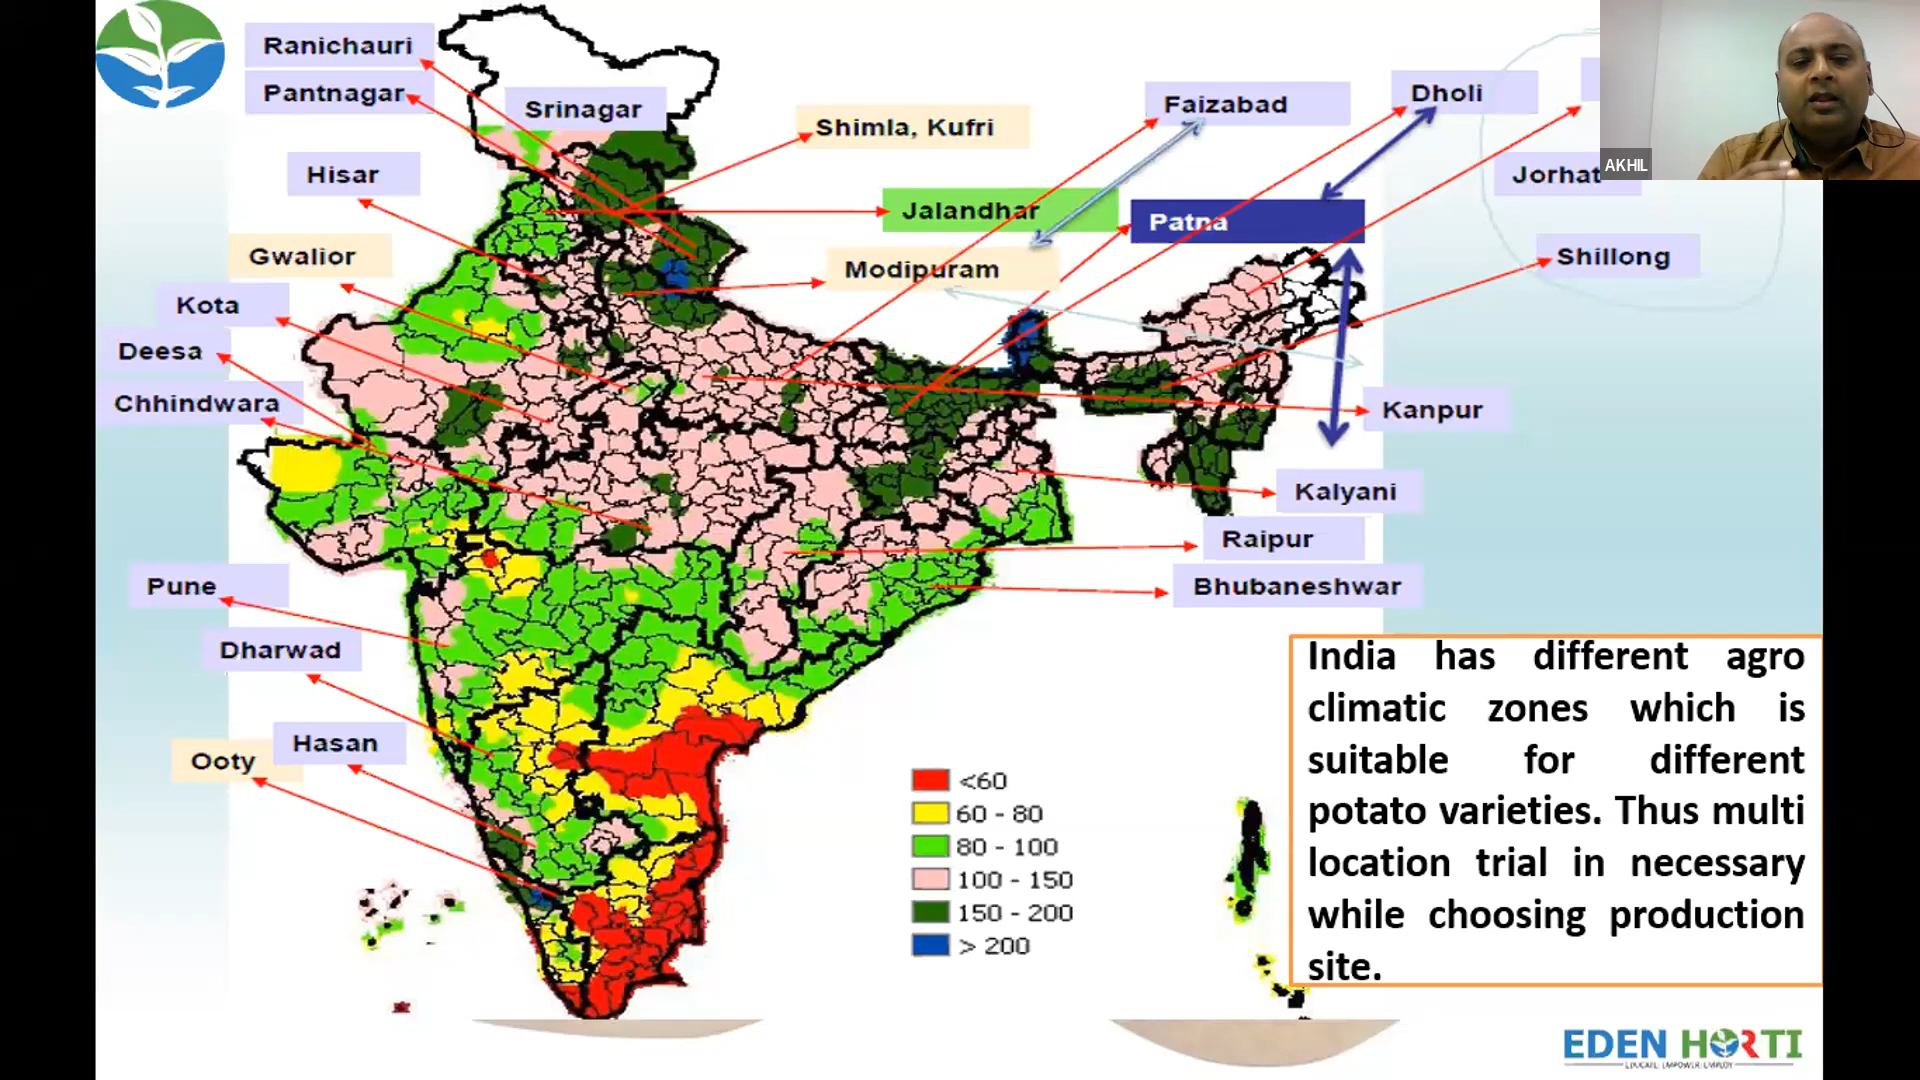 Ranichauri
Pantnagar
Srinagar
Shimla, Kufri
Faizabad
Dholi
AKHIL
Hisar
Jorhat
Jalandhar
Patna
Gwalior
Modipuram
Shillong
Kota
Deesa
Chhindwara
Kanpur
Kalyani
Raipur
Pune
Bhubaneshwar
Dharwad
Hasan
Ooty
<60
60 - 80
80 - 100
100 - 150
150 - 200
> 200
India has different agro
climatic zones which is
suitable for different
potato varieties. Thus multi
location trial in necessary
while choosing production
site.
EDEN HORTI
EDUCATE. EMPOWER. EMPLOY